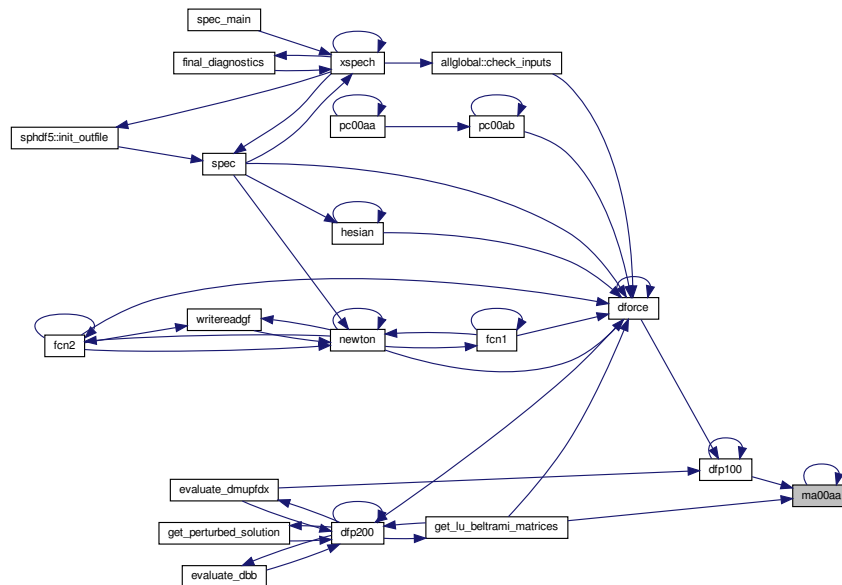 spec_main
final_diagnostics
xspech
allglobal::check_inputs
pc00aa
pc00ab
sphdf5::init_outfile
spec
hesian
dforce
writereadgf
fcn2
newton
fcn1
dfp100
evaluate_dmupfdx
ma00aa
get_perturbed_solution
dfp200
get_lu_beltrami_matrices
evaluate_dbb